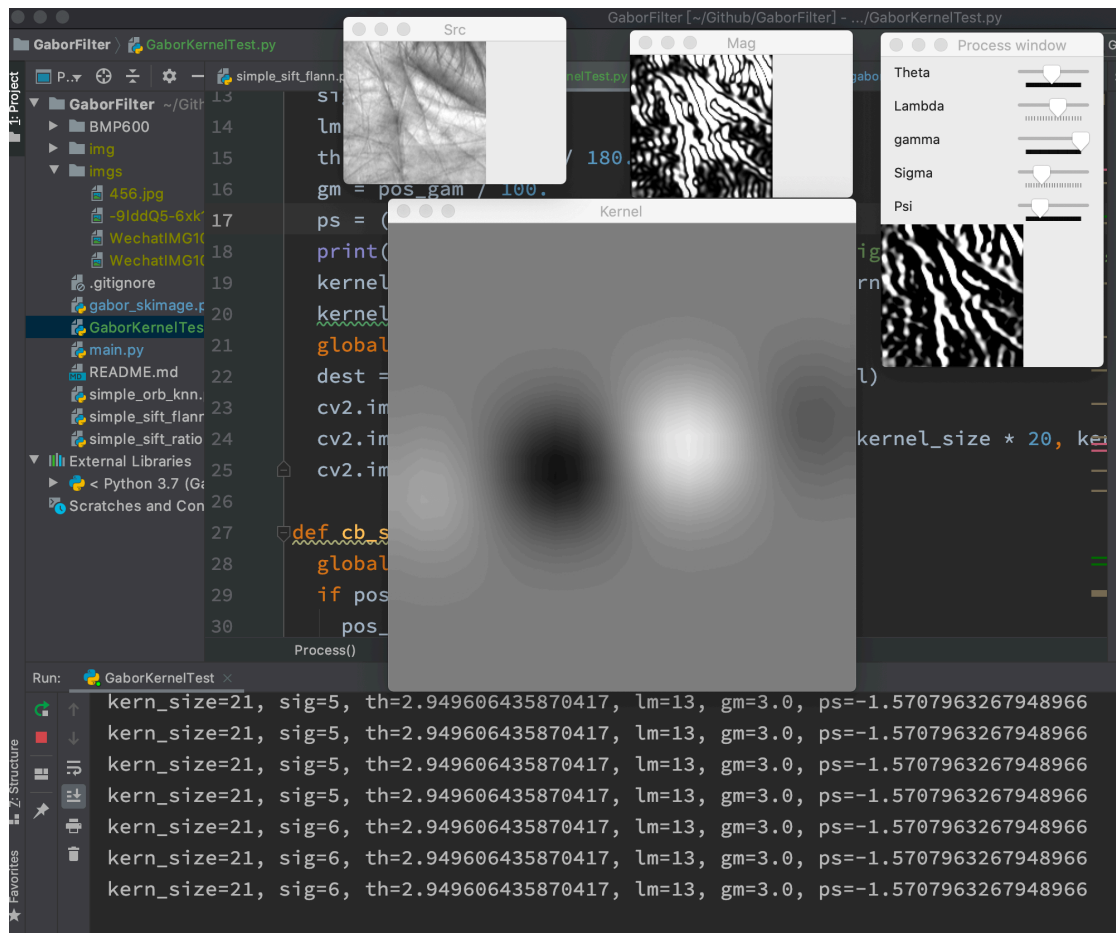 GaborFilter [~/Github/GaborFilter] - .../GaborKernelTest.py
GaborFilter
GaborKernelTest.py
Src
Mag
Process window
Theta
Lambda
gamma
Sigma
Psi
Kernel
1: Project
P..
simple_sift_flann.p
nelTest.py
gabo
GaborFilter ~/Gith
BMP600
img
imgs
456.jpg
-9IddQ5-6xk1
WechatIMG10
WechatIMG10
.gitignore
gabor_skimage.p
GaborKernelTes
main.py
README.md
simple_orb_knn.
simple_sift_flann
simple_sift_ratio
External Libraries
< Python 3.7 (Ga
Scratches and Con
13 si
14 lm
15 th / 180.
16 gm = pos_gam / 100.
17 ps = (
18 print( ig
19 kernel rn
20 kernel
21 global
22 dest = l)
23 cv2.im
24 cv2.im kernel_size * 20, ker
25 cv2.im
26
27 def cb_s
28 global
29 if pos
30 pos_
Process()
Run: GaborKernelTest
kern_size=21, sig=5, th=2.949606435870417, lm=13, gm=3.0, ps=-1.5707963267948966
kern_size=21, sig=5, th=2.949606435870417, lm=13, gm=3.0, ps=-1.5707963267948966
kern_size=21, sig=5, th=2.949606435870417, lm=13, gm=3.0, ps=-1.5707963267948966
kern_size=21, sig=5, th=2.949606435870417, lm=13, gm=3.0, ps=-1.5707963267948966
kern_size=21, sig=6, th=2.949606435870417, lm=13, gm=3.0, ps=-1.5707963267948966
kern_size=21, sig=6, th=2.949606435870417, lm=13, gm=3.0, ps=-1.5707963267948966
kern_size=21, sig=6, th=2.949606435870417, lm=13, gm=3.0, ps=-1.5707963267948966
Z: Structure
Favorites